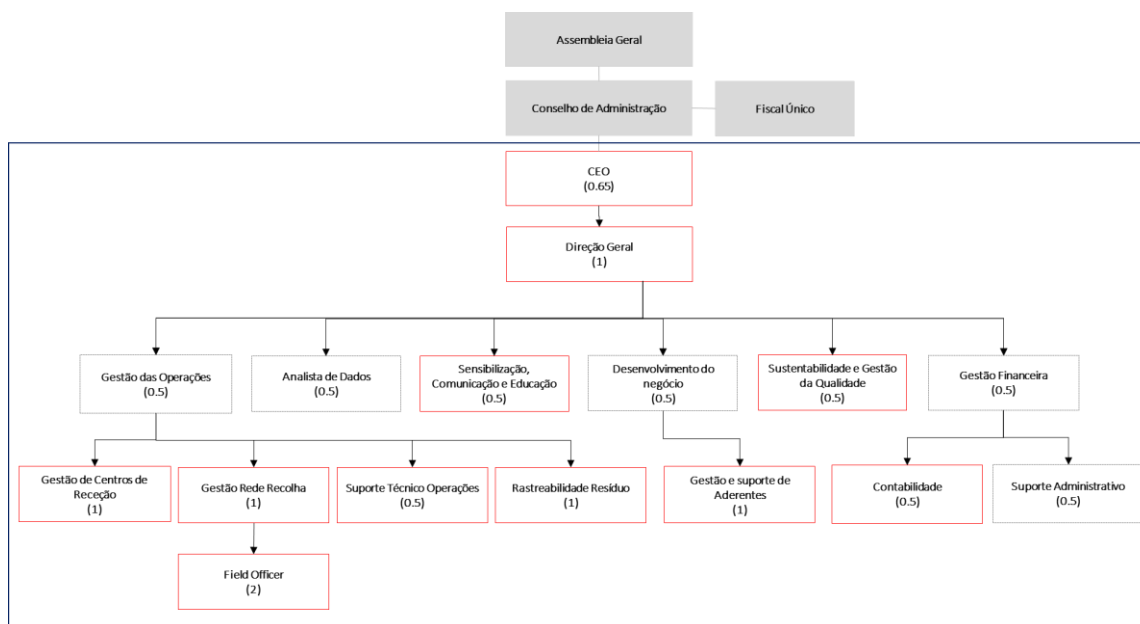 Assembleia Geral
Conselho de Administração
Fiscal Único
CEO
(0.65)
Direção Geral
(1)
Gestão das Operações
(0.5)
Analista de Dados
(0.5)
Sensibilização,
Comunicação e Educação
(0.5)
Desenvolvimento do
negócio
(0.5)
Sustentabilidade e Gestão
da Qualidade
(0.5)
Gestão Financeira
(0.5)
Gestão de Centros de
Receção
(1)
Gestão Rede Recolha
(1)
Suporte Técnico Operações
(0.5)
Rastreabilidade Resíduo
(1)
Gestão e suporte de
Aderentes
(1)
Contabilidade
(0.5)
Suporte Administrativo
(0.5)
Field Officer
(2)